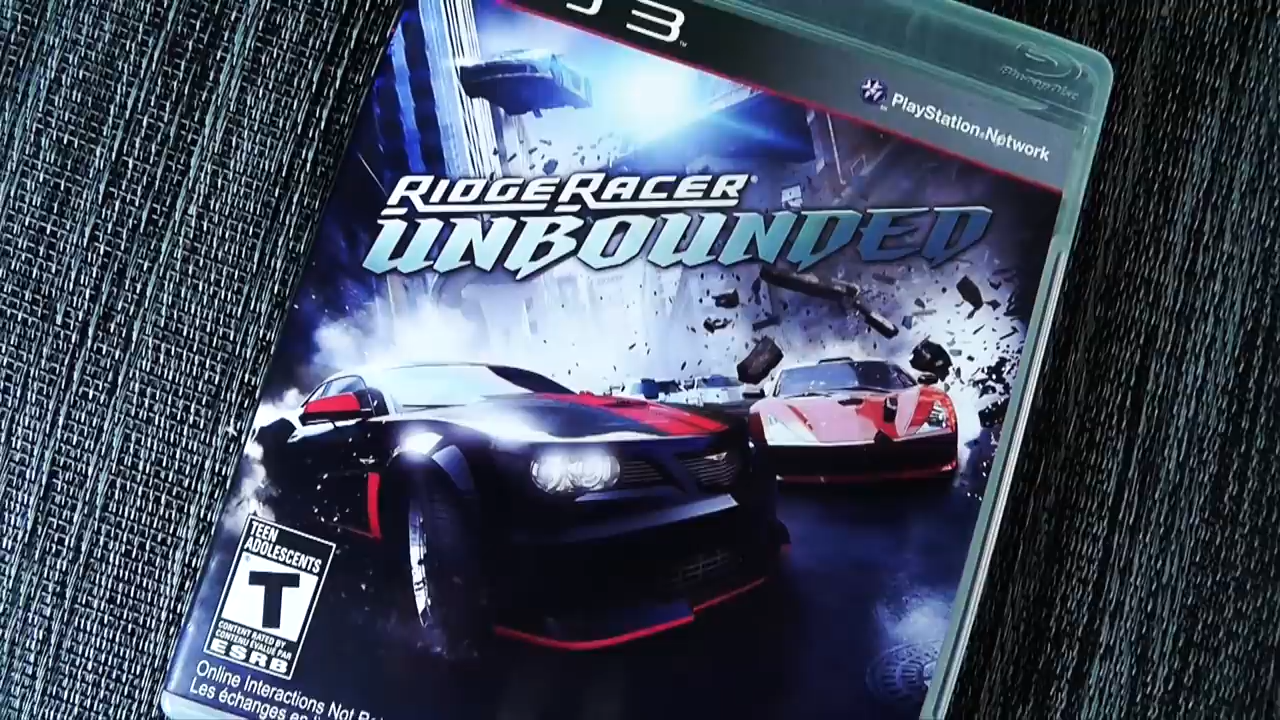 PS3
PlayStation®Network
RIDGE RACER®
UNBOUNDED
TEEN
ADOLESCENTS
T
CONTENT RATED BY
CONTENU ÉVALUÉ PAR
ESRB
Online Interactions Not
Les échanges en